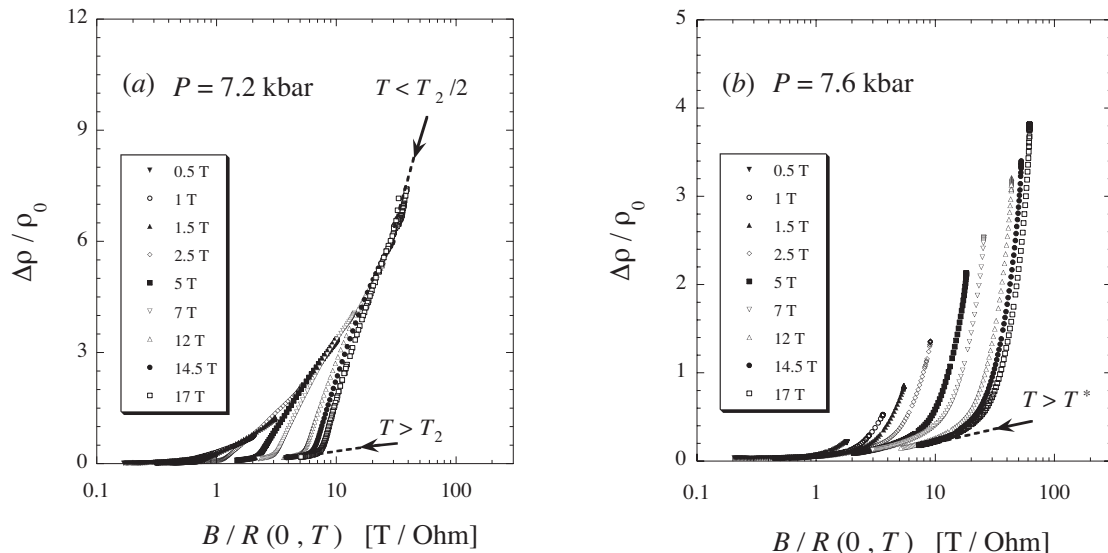 12
9
6
3
0
Δρ / ρ0
(a) P = 7.2 kbar
T < T2/2
0.5 T
1 T
1.5 T
2.5 T
5 T
7 T
12 T
14.5 T
17 T
T > T2
0.1 1 10 100
B / R (0 , T) [T / Ohm]
5
4
3
2
1
0
Δρ / ρ0
(b) P = 7.6 kbar
0.5 T
1 T
1.5 T
2.5 T
5 T
7 T
12 T
14.5 T
17 T
T > T*
0.1 1 10 100
B / R (0 , T) [T / Ohm]